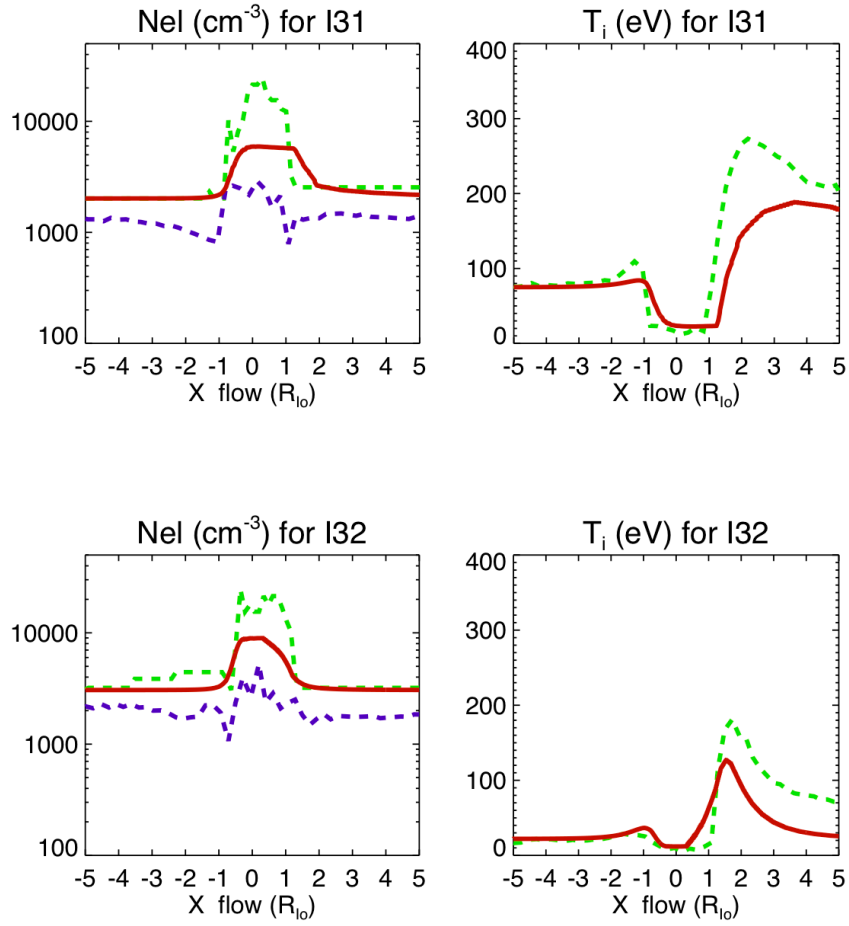 Nel (cm⁻³) for I31
10000
1000
100
-5 -4 -3 -2 -1 0 1 2 3 4 5
X flow (R_Io)
T_i (eV) for I31
400
300
200
100
0
-5 -4 -3 -2 -1 0 1 2 3 4 5
X flow (R_Io)
Nel (cm⁻³) for I32
10000
1000
100
-5 -4 -3 -2 -1 0 1 2 3 4 5
X flow (R_Io)
T_i (eV) for I32
400
300
200
100
0
-5 -4 -3 -2 -1 0 1 2 3 4 5
X flow (R_Io)